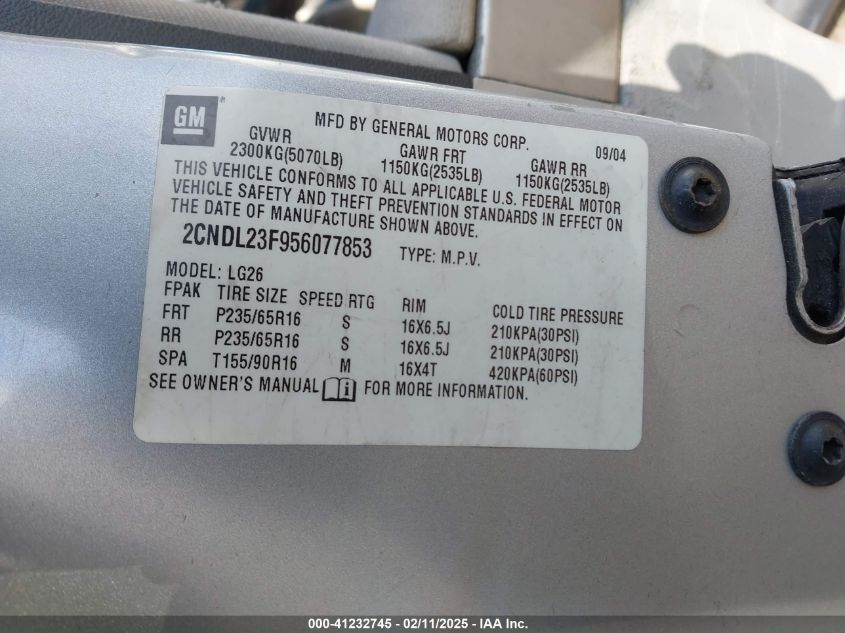 GM
MFD BY GENERAL MOTORS CORP. 09/04
GVWR GAWR FRT GAWR RR
2300KG(5070LB) 1150KG(2535LB) 1150KG(2535LB)
THIS VEHICLE CONFORMS TO ALL APPLICABLE U.S. FEDERAL MOTOR
VEHICLE SAFETY AND THEFT PREVENTION STANDARDS IN EFFECT ON
THE DATE OF MANUFACTURE SHOWN ABOVE.
2CNDL23F956077853 TYPE: M.P.V.
MODEL: LG26
FPAK TIRE SIZE SPEED RTG RIM COLD TIRE PRESSURE
FRT P235/65R16 S 16X6.5J 210KPA(30PSI)
RR P235/65R16 S 16X6.5J 210KPA(30PSI)
SPA T155/90R16 M 16X4T 420KPA(60PSI)
SEE OWNER'S MANUAL i FOR MORE INFORMATION.
000-41232745 - 02/11/2025 - IAA Inc.